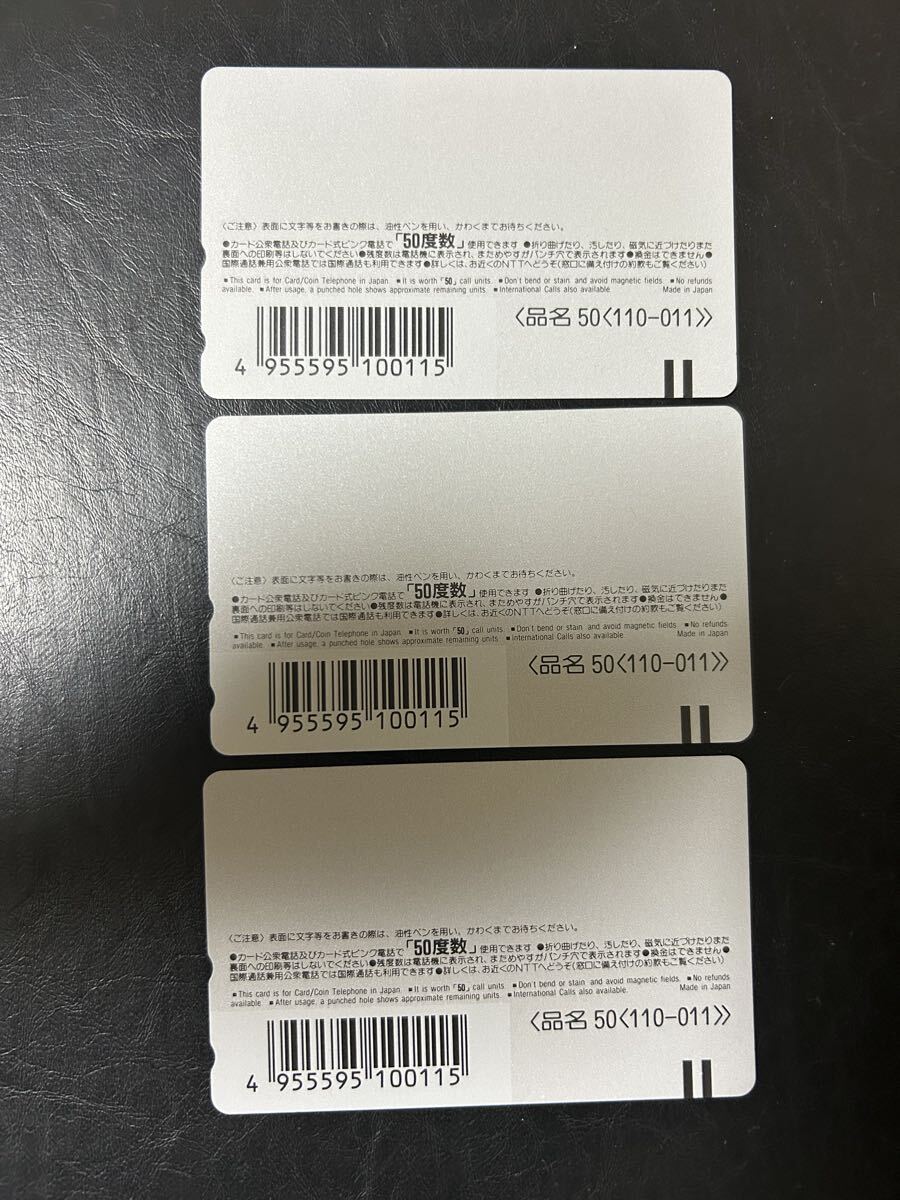 〈ご注意〉表面に文字等をお書きの際は、油性ペンを用い、かわくまでお待ちください。
●カード公衆電話及びカード式ピンク電話で「50度数」使用できます ●折り曲げたり、汚したり、磁気に近づけたりまた
裏面への印刷等はしないでください●残度数は電話機に表示され、まためやすがパンチ穴で表示されます●換金はできません●
国際通話兼用公衆電話では国際通話も利用できます●詳しくは、お近くのNTTへどうぞ(窓口に備え付けの約款もご覧ください)
■This card is for Card/Coin Telephone in Japan. ■It is worth「50」call units. ■Don't bend or stain and avoid magnetic fields. ■No refunds
available. ■After usage, a punched hole shows approximate remaining units. ■International Calls also available. Made in Japan
〈品名 50〈110-011〉〉
4 955595 100115
〈ご注意〉表面に文字等をお書きの際は、油性ペンを用い、かわくまでお待ちください。
●カード公衆電話及びカード式ピンク電話で「50度数」使用できます ●折り曲げたり、汚したり、磁気に近づけたりまた
裏面への印刷等はしないでください●残度数は電話機に表示され、まためやすがパンチ穴で表示されます●換金はできません●
国際通話兼用公衆電話では国際通話も利用できます●詳しくは、お近くのNTTへどうぞ(窓口に備え付けの約款もご覧ください)
■This card is for Card/Coin Telephone in Japan. ■It is worth「50」call units. ■Don't bend or stain and avoid magnetic fields. ■No refunds
available. ■After usage, a punched hole shows approximate remaining units. ■International Calls also available. Made in Japan
〈品名 50〈110-011〉〉
4 955595 100115
〈ご注意〉表面に文字等をお書きの際は、油性ペンを用い、かわくまでお待ちください。
●カード公衆電話及びカード式ピンク電話で「50度数」使用できます ●折り曲げたり、汚したり、磁気に近づけたりまた
裏面への印刷等はしないでください●残度数は電話機に表示され、まためやすがパンチ穴で表示されます●換金はできません●
国際通話兼用公衆電話では国際通話も利用できます●詳しくは、お近くのNTTへどうぞ(窓口に備え付けの約款もご覧ください)
■This card is for Card/Coin Telephone in Japan. ■It is worth「50」call units. ■Don't bend or stain and avoid magnetic fields. ■No refunds
available. ■After usage, a punched hole shows approximate remaining units. ■International Calls also available. Made in Japan
〈品名 50〈110-011〉〉
4 955595 100115